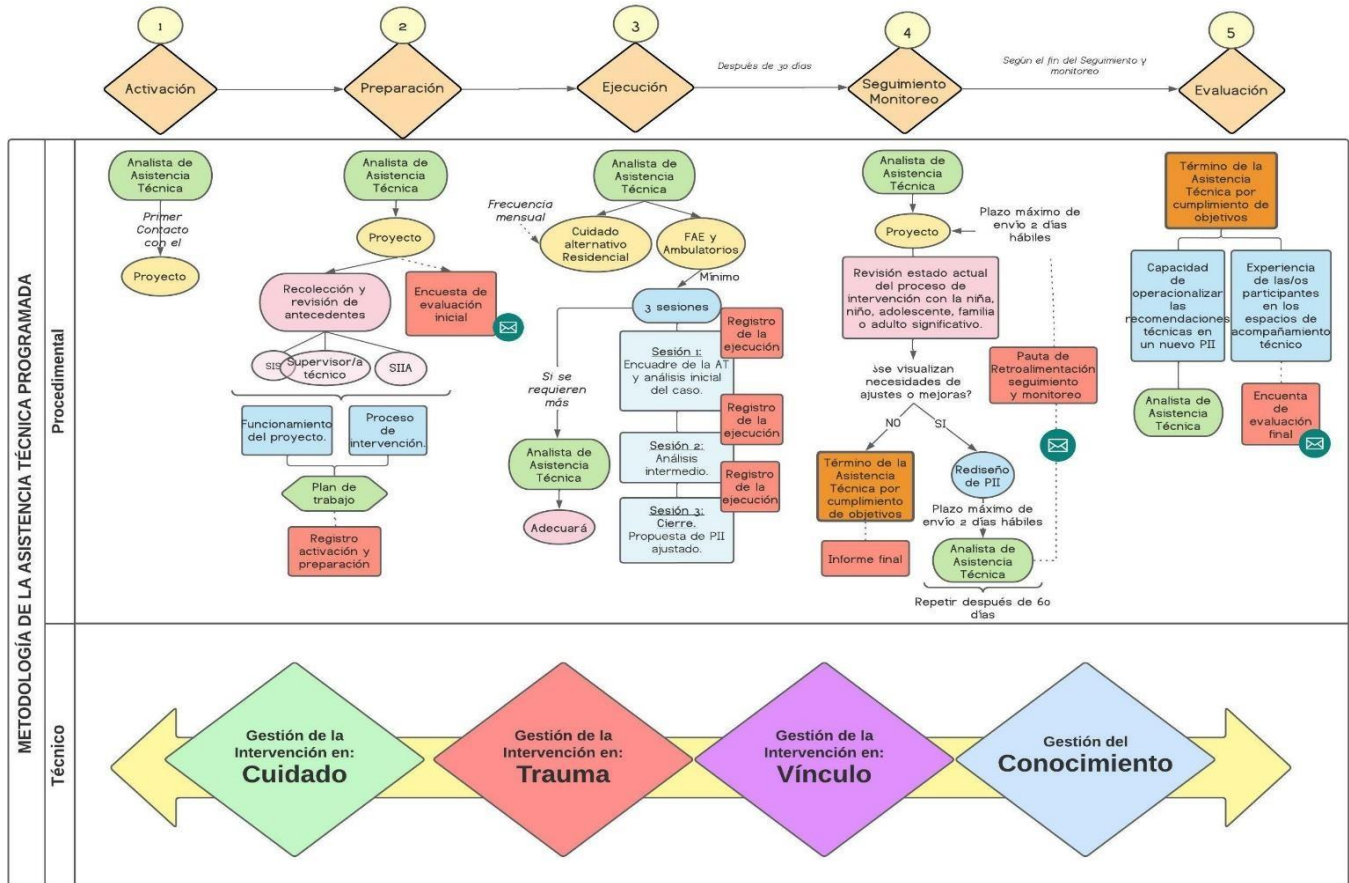 1
2
3
4
5
Activación
Preparación
Ejecución
Después de 30 días
Seguimiento
Monitoreo
Según el fin del Seguimiento y
monitoreo
Evaluación
METODOLOGÍA DE LA ASISTENCIA TÉCNICA PROGRAMADA
Procedimental
Analista de
Asistencia
Técnica
Primer
Contacto
con el
Proyecto
Analista de
Asistencia
Técnica
Proyecto
Recolección y
revisión de
antecedentes
Encuesta de
evaluación
inicial
SIS
Supervisor/a
técnico
SIIA
Funcionamiento
del proyecto.
Proceso
de
intervención.
Plan de
trabajo
Registro
activación y
preparación
Analista de
Asistencia
Técnica
Frecuencia
mensual
Cuidado
alternativo
Residencial
FAE y
Ambulatorios
Mínimo
3 sesiones
Registro
de la
ejecución
Sesión 1:
Encuadre de la AT
y análisis inicial
del caso.
Registro
de la
ejecución
Sesión 2:
Análisis
intermedio.
Registro
de la
ejecución
Sesión 3:
Cierre.
Propuesta de PII
ajustado.
Si se
requieren
más
Analista de
Asistencia
Técnica
Adecuará
Analista de
Asistencia
Técnica
Proyecto
Plazo máximo
de envío 2 días
hábiles
Revisión estado actual
del proceso de
intervención con la niña,
niño, adolescente, familia
o adulto significativo.
¿se visualizan
necesidades de
ajustes o mejoras?
NO
SI
Pauta de
Retroalimentación
seguimiento
y monitoreo
Término de la
Asistencia
Técnica por
cumplimiento
de objetivos
Informe final
Rediseño
de PII
Plazo máximo de
envío 2 días hábiles
Analista de
Asistencia
Técnica
Repetir después de 60
días
Término de la
Asistencia
Técnica por
cumplimiento de
objetivos
Capacidad
de
operacionalizar
las
recomendaciones
técnicas en
un nuevo PII
Experiencia
de las/os
participantes
en los
espacios de
acompañamiento
técnico
Analista de
Asistencia
Técnica
Encuenta
de
evaluación
final
Técnico
Gestión de la
Intervención en:
Cuidado
Gestión de la
Intervención en:
Trauma
Gestión de la
Intervención en:
Vínculo
Gestión del
Conocimiento